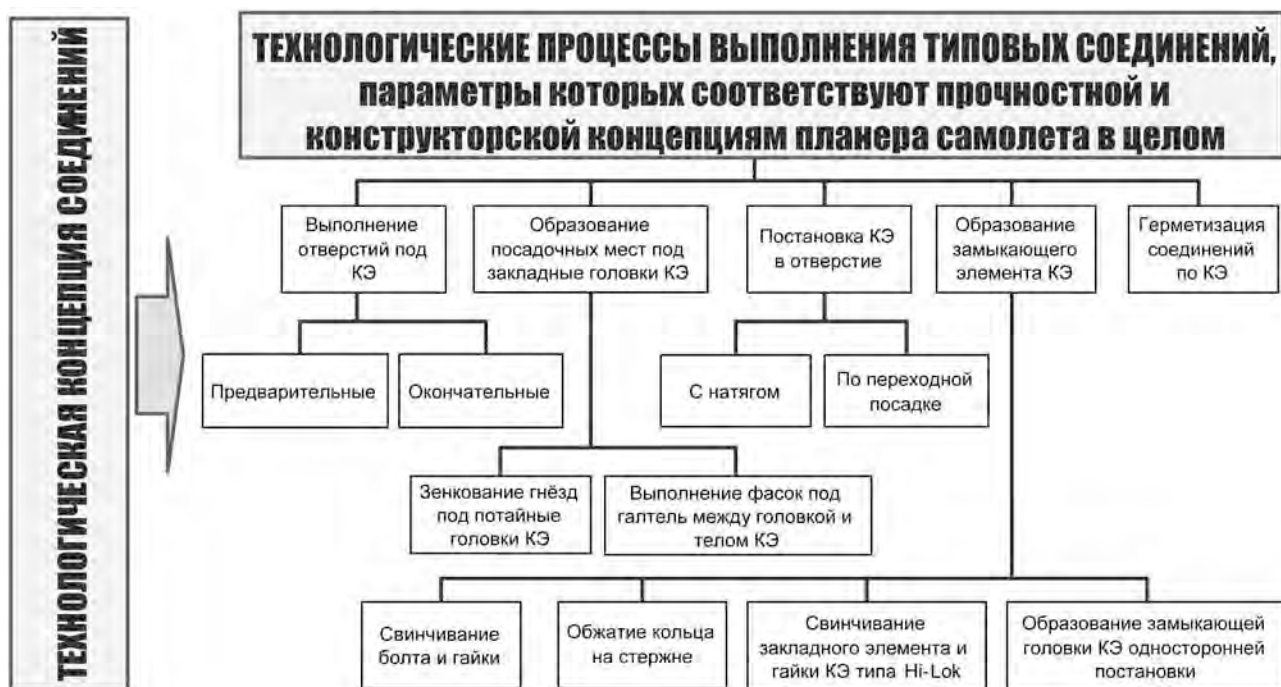 ТЕХНОЛОГИЧЕСКАЯ КОНЦЕПЦИЯ СОЕДИНЕНИЙ
ТЕХНОЛОГИЧЕСКИЕ ПРОЦЕССЫ ВЫПОЛНЕНИЯ ТИПОВЫХ СОЕДИНЕНИЙ,
параметры которых соответствуют прочностной и
конструкторской концепциям планера самолета в целом
Выполнение
отверстий под
КЭ
Образование
посадочных мест под
закладные головки КЭ
Постановка КЭ
в отверстие
Образование
замыкающего
элемента КЭ
Герметизация
соединений
по КЭ
Предварительные
Окончательные
С натягом
По переходной
посадке
Зенкование гнёзд
под потайные
головки КЭ
Выполнение фасок под
галтель между головкой и
телом КЭ
Свинчивание
болта и гайки
Обжатие кольца
на стержне
Свинчивание
закладного элемента и
гайки КЭ типа Hi-Lok
Образование замыкающей
головки КЭ односторонней
постановки